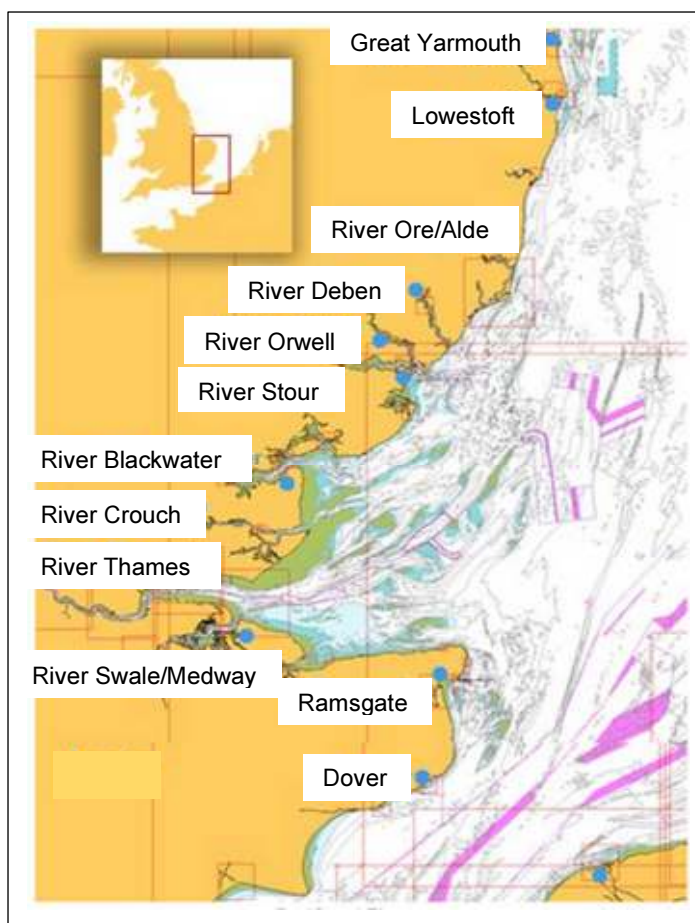 Great Yarmouth
Lowestoft
River Ore/Alde
River Deben
River Orwell
River Stour
River Blackwater
River Crouch
River Thames
River Swale/Medway
Ramsgate
Dover